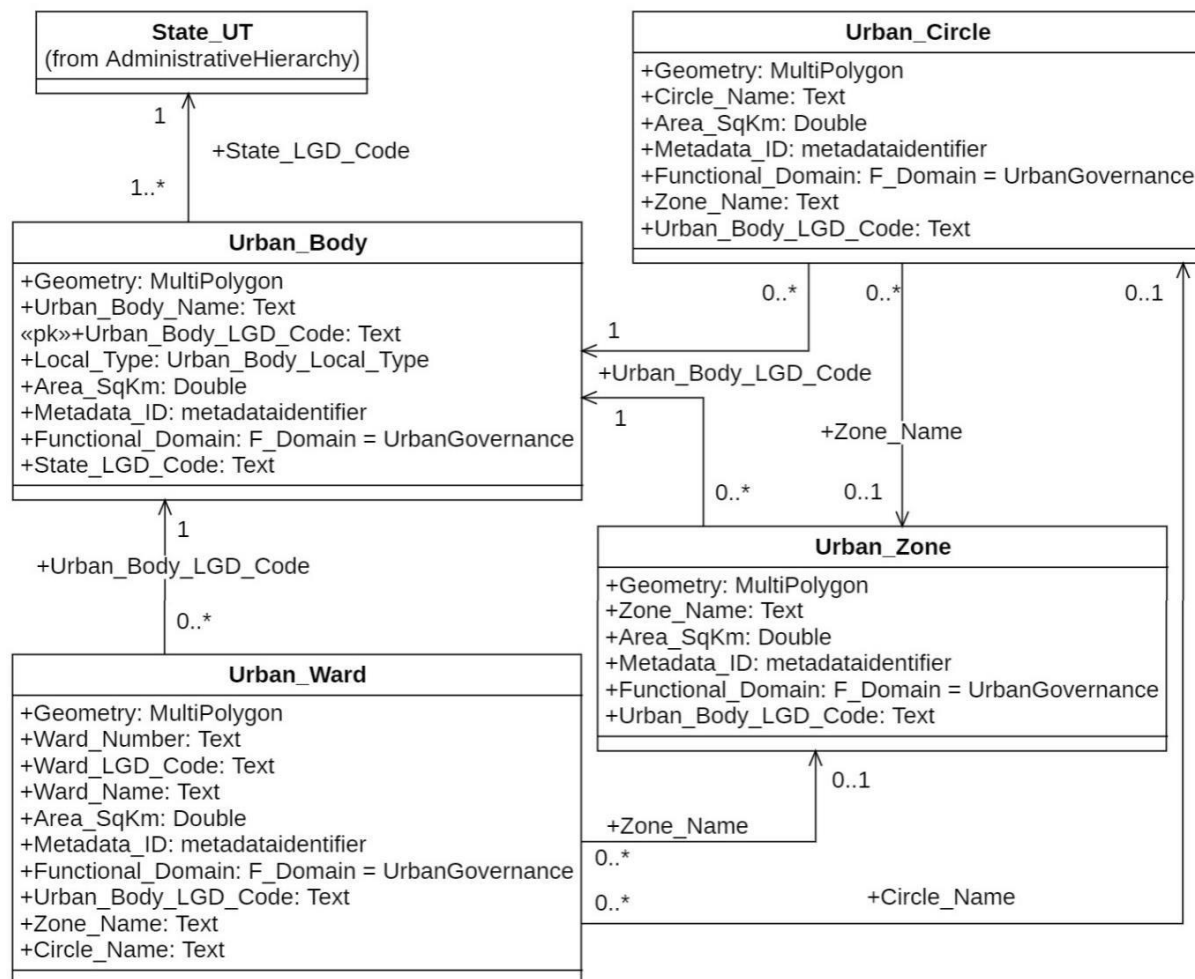 State_UT
(from AdministrativeHierarchy)
1
+State_LGD_Code
1..*
Urban_Body
+Geometry: MultiPolygon
+Urban_Body_Name: Text
«pk»+Urban_Body_LGD_Code: Text
+Local_Type: Urban_Body_Local_Type
+Area_SqKm: Double
+Metadata_ID: metadataidentifier
+Functional_Domain: F_Domain = UrbanGovernance
+State_LGD_Code: Text
Urban_Circle
+Geometry: MultiPolygon
+Circle_Name: Text
+Area_SqKm: Double
+Metadata_ID: metadataidentifier
+Functional_Domain: F_Domain = UrbanGovernance
+Zone_Name: Text
+Urban_Body_LGD_Code: Text
0..*
0..*
0..1
1
+Urban_Body_LGD_Code
1
+Zone_Name
0..*
0..1
1
+Urban_Body_LGD_Code
0..*
Urban_Zone
+Geometry: MultiPolygon
+Zone_Name: Text
+Area_SqKm: Double
+Metadata_ID: metadataidentifier
+Functional_Domain: F_Domain = UrbanGovernance
+Urban_Body_LGD_Code: Text
Urban_Ward
+Geometry: MultiPolygon
+Ward_Number: Text
+Ward_LGD_Code: Text
+Ward_Name: Text
+Area_SqKm: Double
+Metadata_ID: metadataidentifier
+Functional_Domain: F_Domain = UrbanGovernance
+Urban_Body_LGD_Code: Text
+Zone_Name: Text
+Circle_Name: Text
0..1
+Zone_Name
0..*
0..*
+Circle_Name